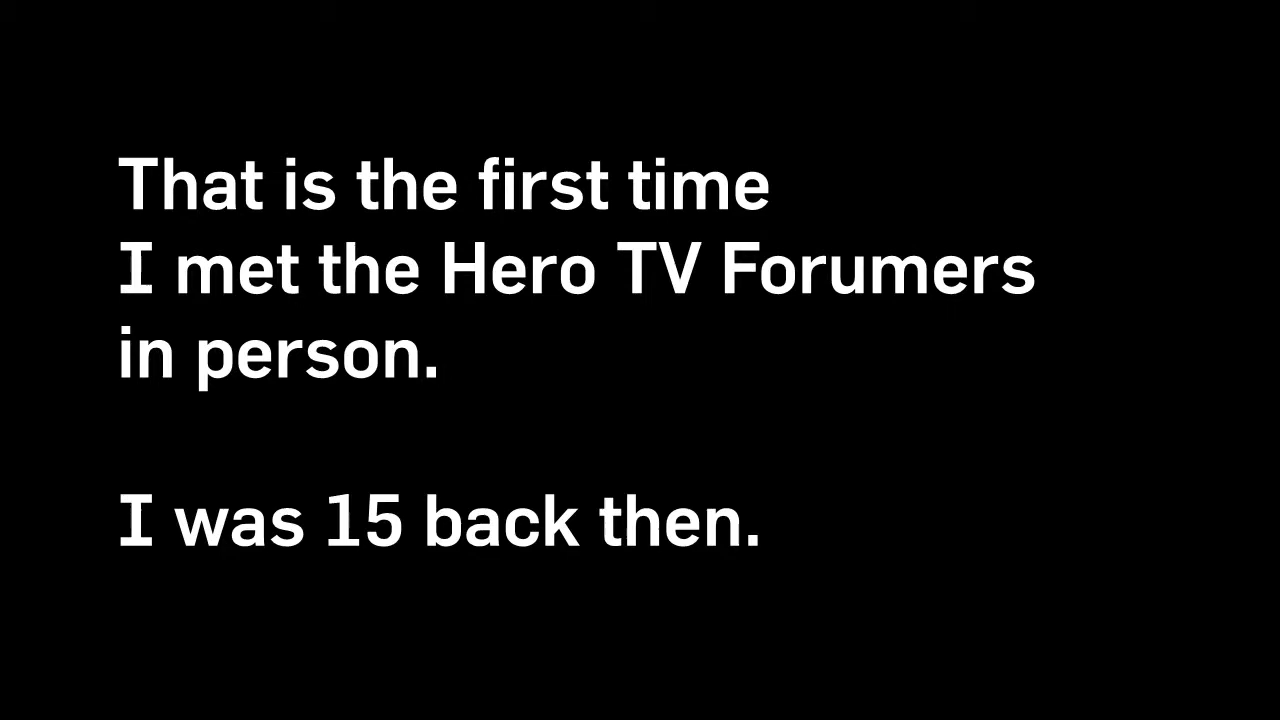 That is the first time
I met the Hero TV Forumers
in person.
I was 15 back then.